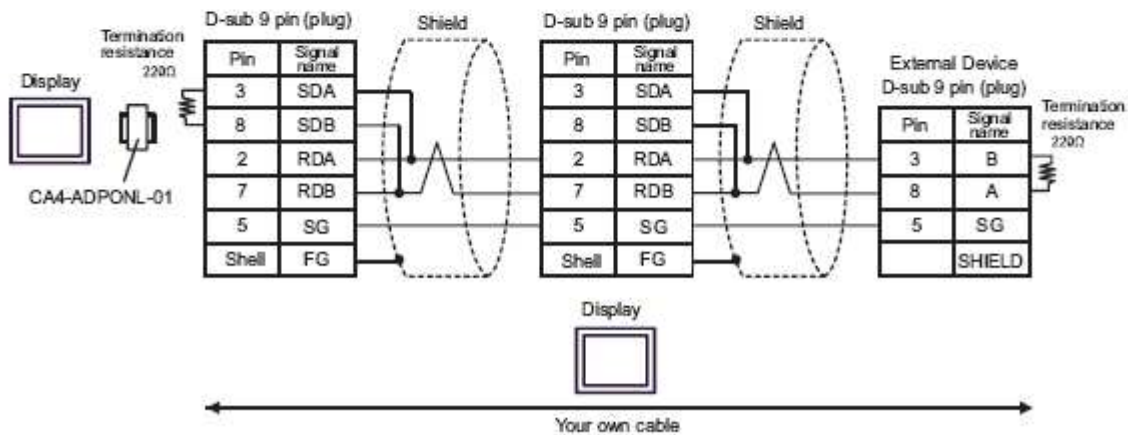 Display
CA4-ADPONL-01
Termination
resistance
220Ω
D-sub 9 pin (plug)
Pin Signal name
3 SDA
8 SDB
2 RDA
7 RDB
5 SG
Shell FG
Shield
D-sub 9 pin (plug)
Pin Signal name
3 SDA
8 SDB
2 RDA
7 RDB
5 SG
Shell FG
Shield
External Device
D-sub 9 pin (plug)
Pin Signal name
3 B
8 A
5 SG
SHIELD
Termination
resistance
220Ω
Display
Your own cable